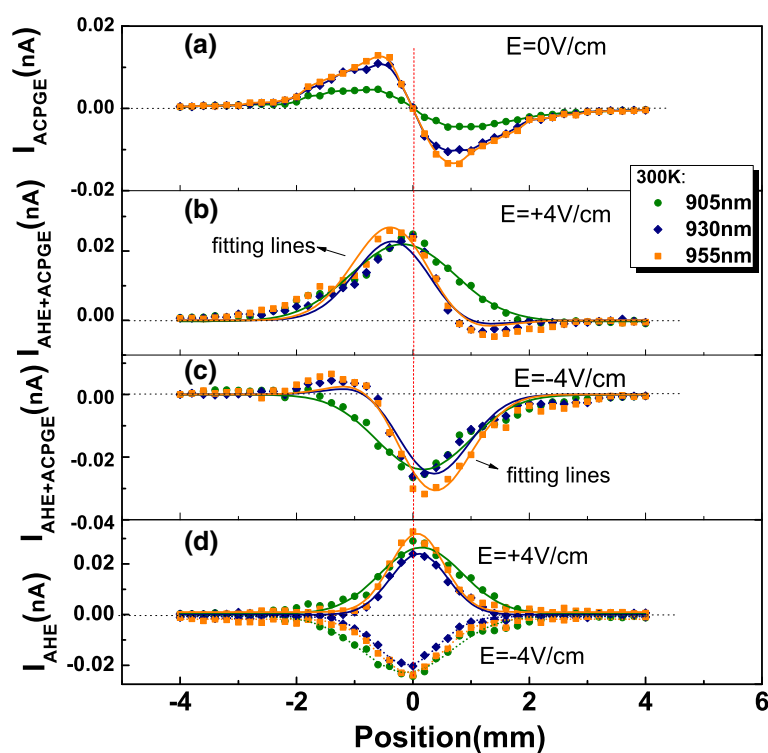 (a)
E=0V/cm
I_ACPGE(nA)
0.02
0.00
-0.02
300K:
905nm
930nm
955nm
(b)
E=+4V/cm
fitting lines
I_AHE+ACPGE(nA)
0.02
0.00
(c)
E=-4V/cm
fitting lines
I_AHE+ACPGE(nA)
0.00
-0.02
-0.04
(d)
E=+4V/cm
E=-4V/cm
I_AHE(nA)
0.02
0.00
-0.02
-4 -2 0 2 4 6
Position(mm)